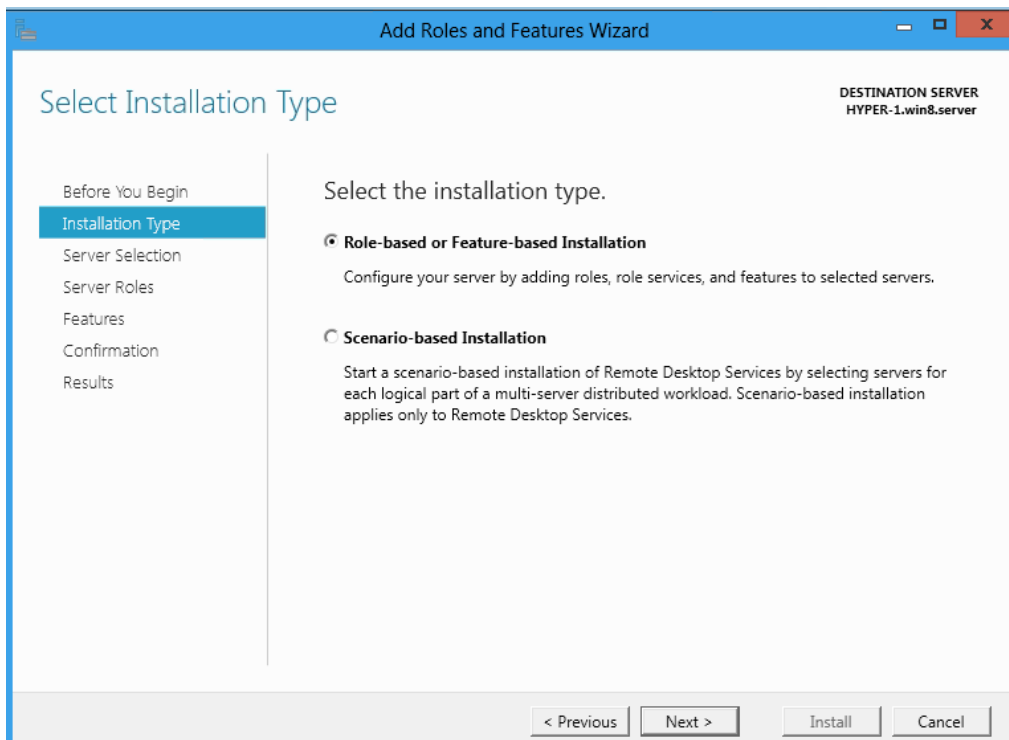 Add Roles and Features Wizard
Select Installation Type
DESTINATION SERVER
HYPER-1.win8.server
Before You Begin
Installation Type
Server Selection
Server Roles
Features
Confirmation
Results
Select the installation type.
Role-based or Feature-based Installation
Configure your server by adding roles, role services, and features to selected servers.
Scenario-based Installation
Start a scenario-based installation of Remote Desktop Services by selecting servers for
each logical part of a multi-server distributed workload. Scenario-based installation
applies only to Remote Desktop Services.
< Previous
Next >
Install
Cancel